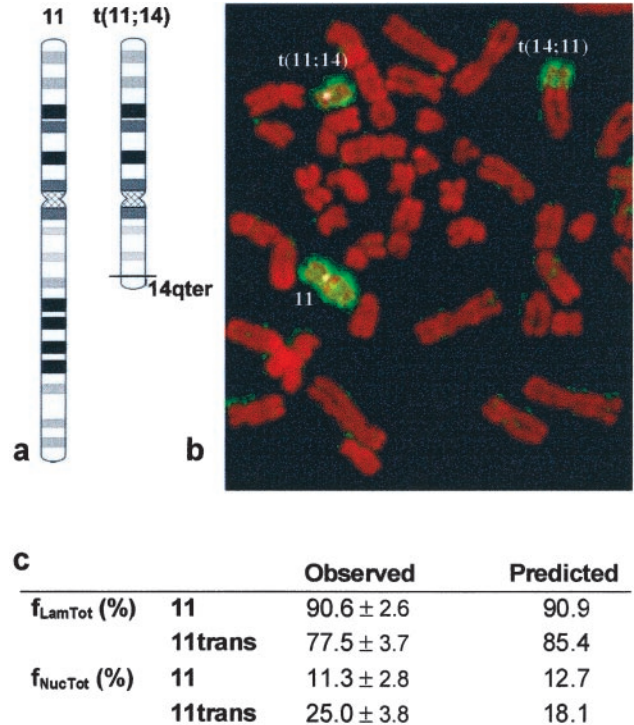 11 t(11;14)
14qter
a
t(11;14)
t(14;11)
11
b
c
Observed Predicted
fLamTot (%) 11 90.6 ± 2.6 90.9
11trans 77.5 ± 3.7 85.4
fNucTot (%) 11 11.3 ± 2.8 12.7
11trans 25.0 ± 3.8 18.1